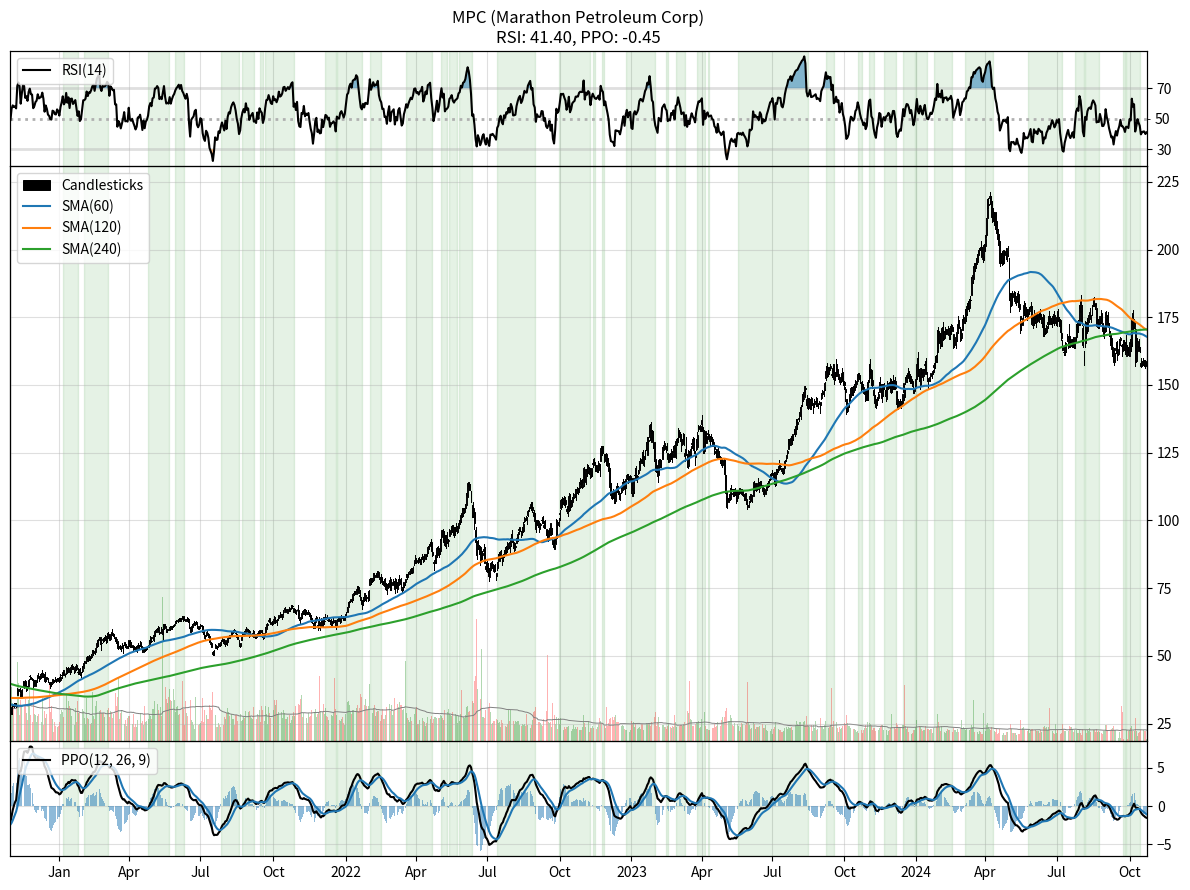 MPC (Marathon Petroleum Corp)
RSI: 41.40, PPO: -0.45
RSI(14)
70
50
30
Candlesticks
SMA(60)
SMA(120)
SMA(240)
225
200
175
150
125
100
75
50
25
PPO(12, 26, 9)
5
0
−5
Jan Apr Jul Oct 2022 Apr Jul Oct 2023 Apr Jul Oct 2024 Apr Jul Oct